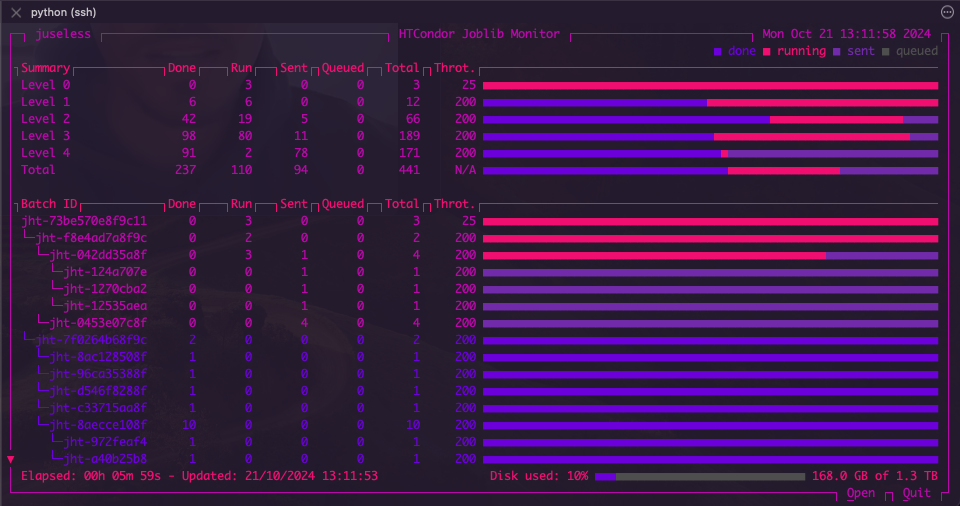 python (ssh)
juseless HTCondor Joblib Monitor Mon Oct 21 13:11:58 2024
done running sent queued
Summary Done Run Sent Queued Total Throt.
Level 0 0 3 0 0 3 25
Level 1 6 6 0 0 12 200
Level 2 42 19 5 0 66 200
Level 3 98 80 11 0 189 200
Level 4 91 2 78 0 171 200
Total 237 110 94 0 441 N/A
Batch ID Done Run Sent Queued Total Throt.
jht-73be570e8f9c11 0 3 0 0 3 25
jht-f8e4ad7a8f9c 0 2 0 0 2 200
jht-042dd35a8f 0 3 1 0 4 200
jht-124a707e 0 0 1 0 1 200
jht-1270cba2 0 0 1 0 1 200
jht-12535aea 0 0 1 0 1 200
jht-0453e07c8f 0 0 4 0 4 200
jht-7f0264b68f9c 2 0 0 0 2 200
jht-8ac128508f 1 0 0 0 1 200
jht-96ca35388f 1 0 0 0 1 200
jht-d546f8288f 1 0 0 0 1 200
jht-c33715aa8f 1 0 0 0 1 200
jht-8aecce108f 10 0 0 0 10 200
jht-972feaf4 1 0 0 0 1 200
jht-a40b25b8 1 0 0 0 1 200
Elapsed: 00h 05m 59s - Updated: 21/10/2024 13:11:53 Disk used: 10% 168.0 GB of 1.3 TB
Open Quit